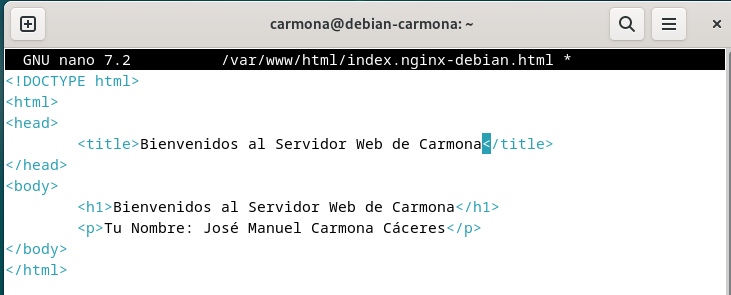 carmona@debian-carmona: ~
GNU nano 7.2 /var/www/html/index.nginx-debian.html *
<!DOCTYPE html>
<html>
<head>
        <title>Bienvenidos al Servidor Web de Carmona</title>
</head>
<body>
        <h1>Bienvenidos al Servidor Web de Carmona</h1>
        <p>Tu Nombre: José Manuel Carmona Cáceres</p>
</body>
</html>